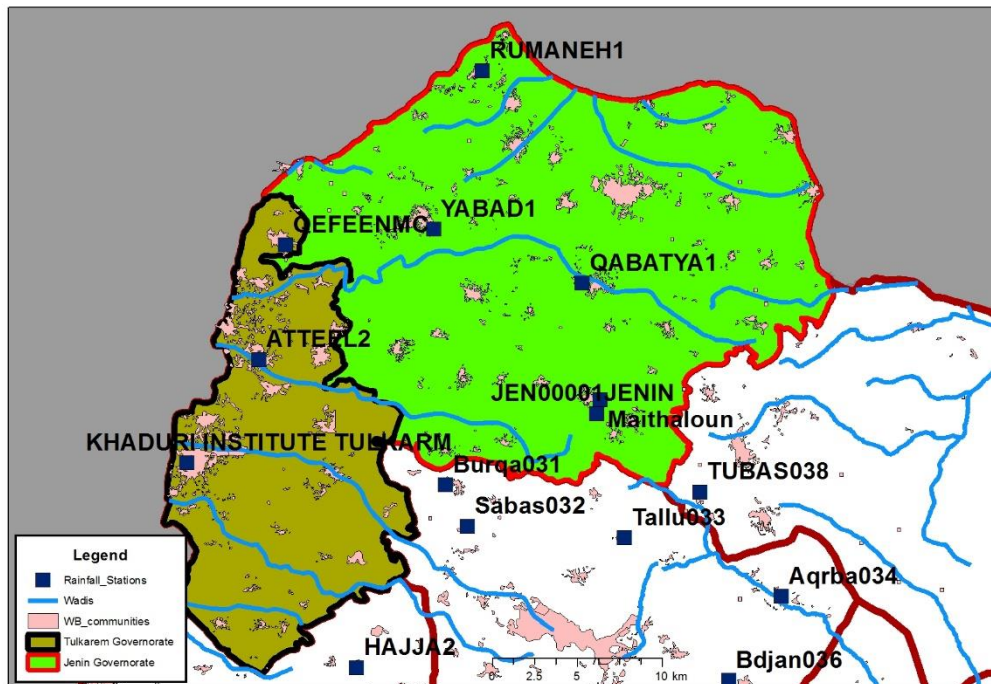 RUMANEH1
YABAD1
QEFEENMC
QABATYA1
ATTEEL2
JEN00001JENIN
Maithaloun
KHADURI INSTITUTE TULKARM
Burqa031
TUBAS038
Sabas032
Tallu033
Aqrba034
HAJJA2
Bdjan036
Legend
Rainfall_Stations
Wadis
WB_communities
Tulkarem Governorate
Jenin Governorate
0 2.5 5 10 km